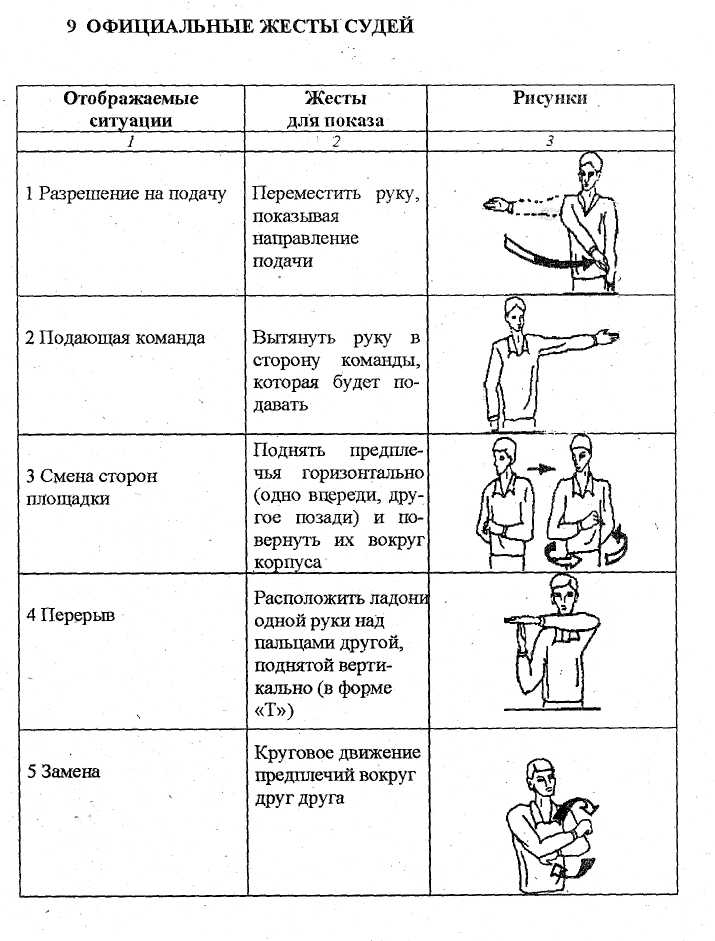 9 ОФИЦИАЛЬНЫЕ ЖЕСТЫ СУДЕЙ
Отображаемые
ситуации
Жесты
для показа
Рисунки
1
2
3
1 Разрешение на подачу
Переместить руку,
показывая
направление
подачи
2 Подающая команда
Вытянуть руку в
сторону команды,
которая будет по-
давать
3 Смена сторон
площадки
Поднять предпле-
чья горизонтально
(одно впереди, дру-
гое позади) и по-
вернуть их вокруг
корпуса
4 Перерыв
Расположить ладони
одной руки над
пальцами другой,
поднятой верти-
кально (в форме
«Т»)
5 Замена
Круговое движение
предплечий вокруг
друг друга